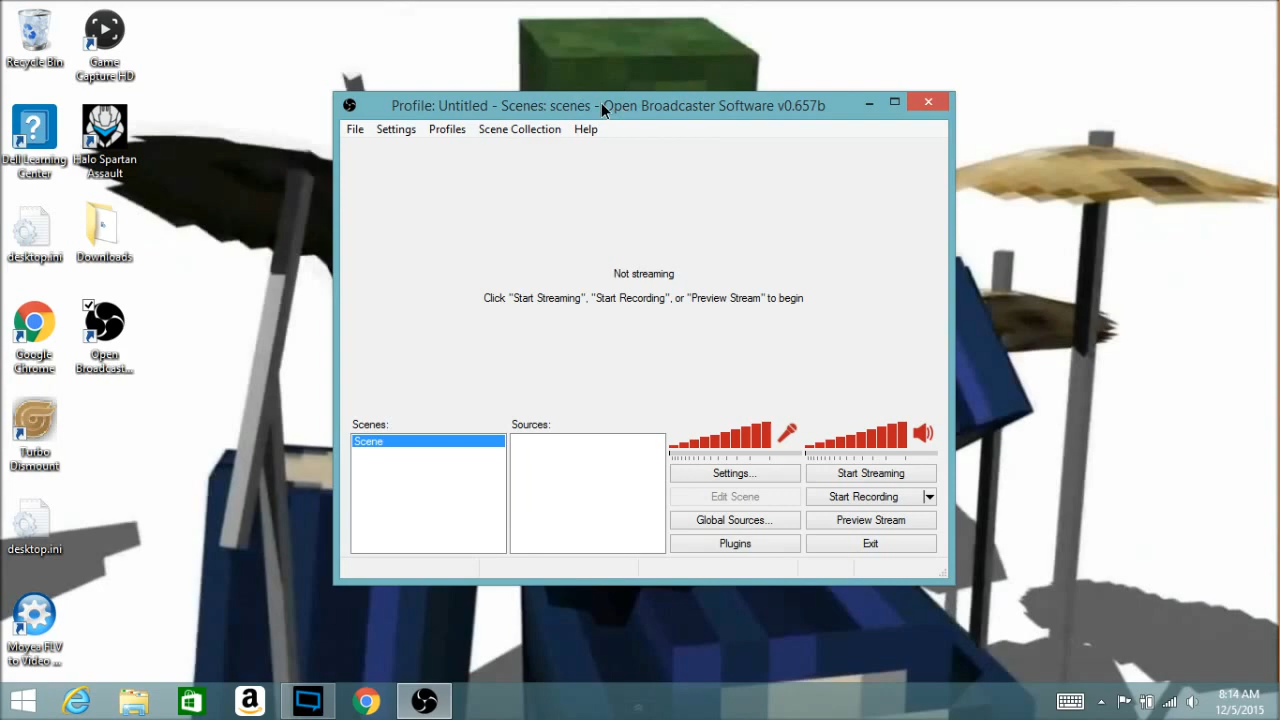 Recycle Bin
Game
Capture HD
Dell Learning
Center
Halo Spartan
Assault
desktop.ini
Downloads
Google
Chrome
Open
Broadcast...
Turbo
Dismount
desktop.ini
Moyea FLV
to Video ...
Profile: Untitled - Scenes: scenes - Open Broadcaster Software v0.657b
File Settings Profiles Scene Collection Help
Not streaming
Click "Start Streaming", "Start Recording", or "Preview Stream" to begin
Scenes:
Scene
Sources:
Settings...
Start Streaming
Edit Scene
Start Recording
Global Sources...
Preview Stream
Plugins
Exit
8:14 AM
12/5/2015